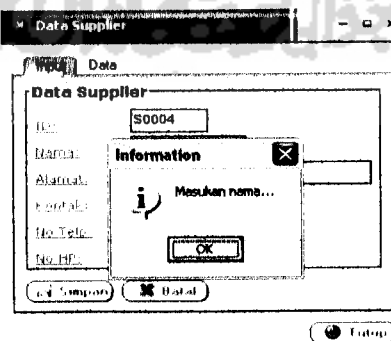 Data Supplier
Input Data
Data Supplier
ID:
S0004
Nama:
Information
Alamat:
Masukan nama...
Kontak:
No Telp:
OK
No HP:
Simpan Batal
Tutup